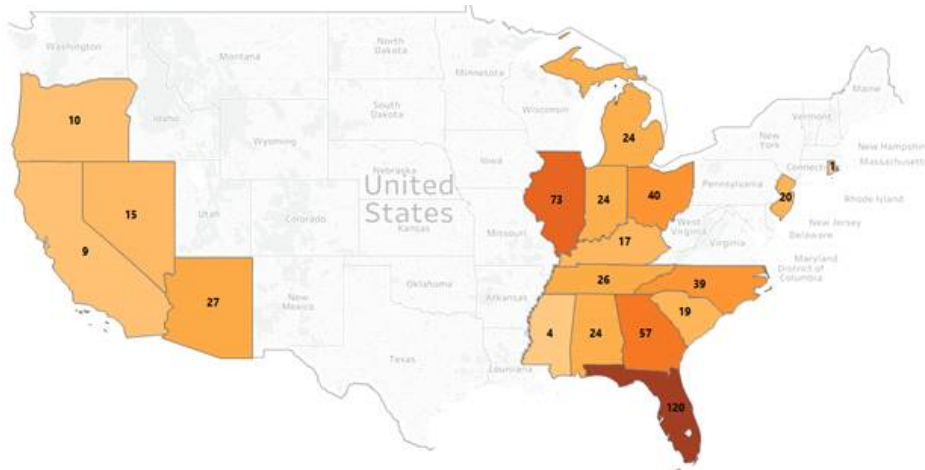 Washington
Montana
North
Dakota
Minnesota
Maine
10
Idaho
South
Dakota
Wisconsin
24
Vermont
New
York
New Hampshire
Massachusetts
Wyoming
Iowa
Connecti
1
Nebraska
United
States
73
24
40
Pennsylvania
20
Rhode Island
15
Utah
Colorado
Kansas
Missouri
West
Virginia
Virginia
New Jersey
Delaware
9
17
Maryland
District of
Columbia
27
New
Mexico
Oklahoma
Arkansas
26
39
19
4
24
57
Texas
Louisiana
120